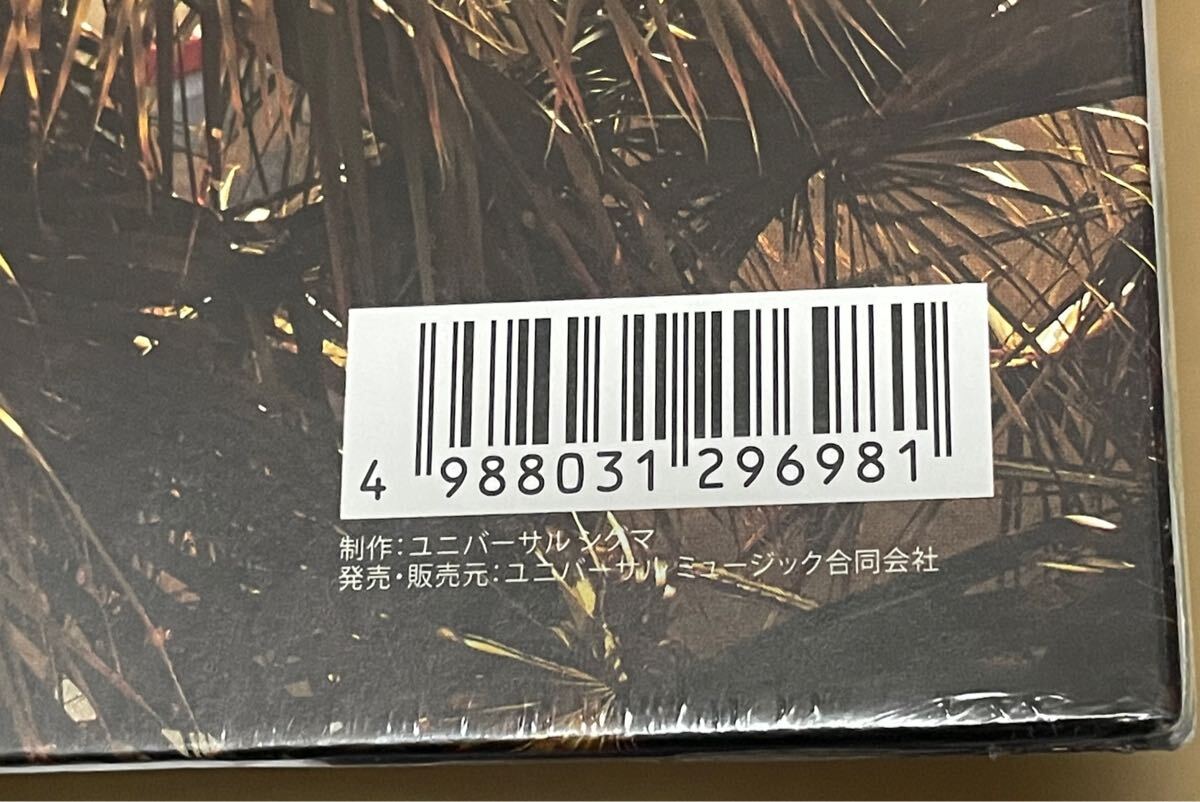 4 988031 296981
制作：ユニバーサル シグマ
発売・販売元：ユニバーサル ミュージック合同会社